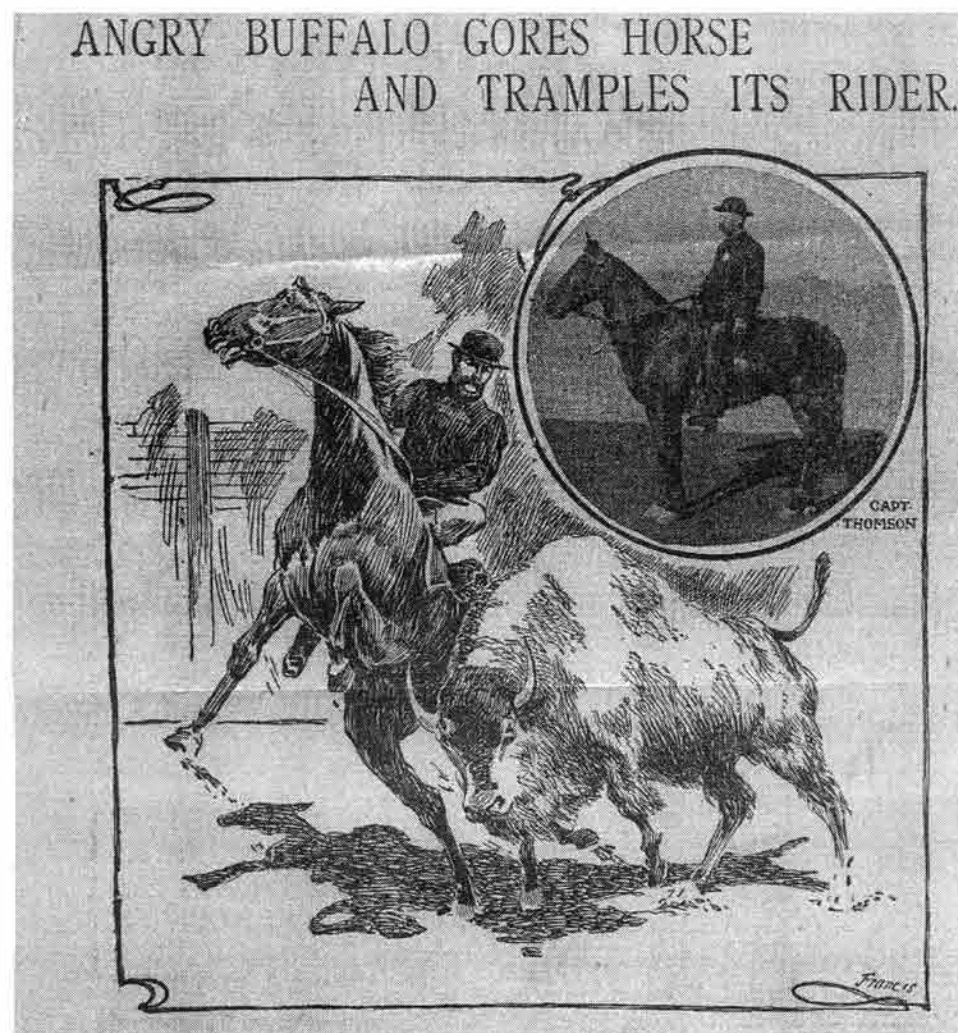 ANGRY BUFFALO GORES HORSE
AND TRAMPLES ITS RIDER.
CAPT.
THOMSON
Francis